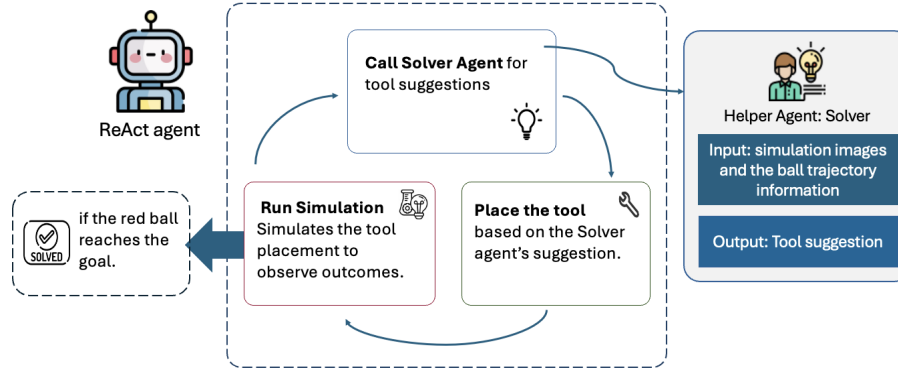 ReAct agent
Call Solver Agent for
tool suggestions
Place the tool
based on the Solver
agent's suggestion.
Run Simulation
Simulates the tool
placement to
observe outcomes.
SOLVED
if the red ball
reaches the
goal.
Helper Agent: Solver
Input: simulation images
and the ball trajectory
information
Output: Tool suggestion